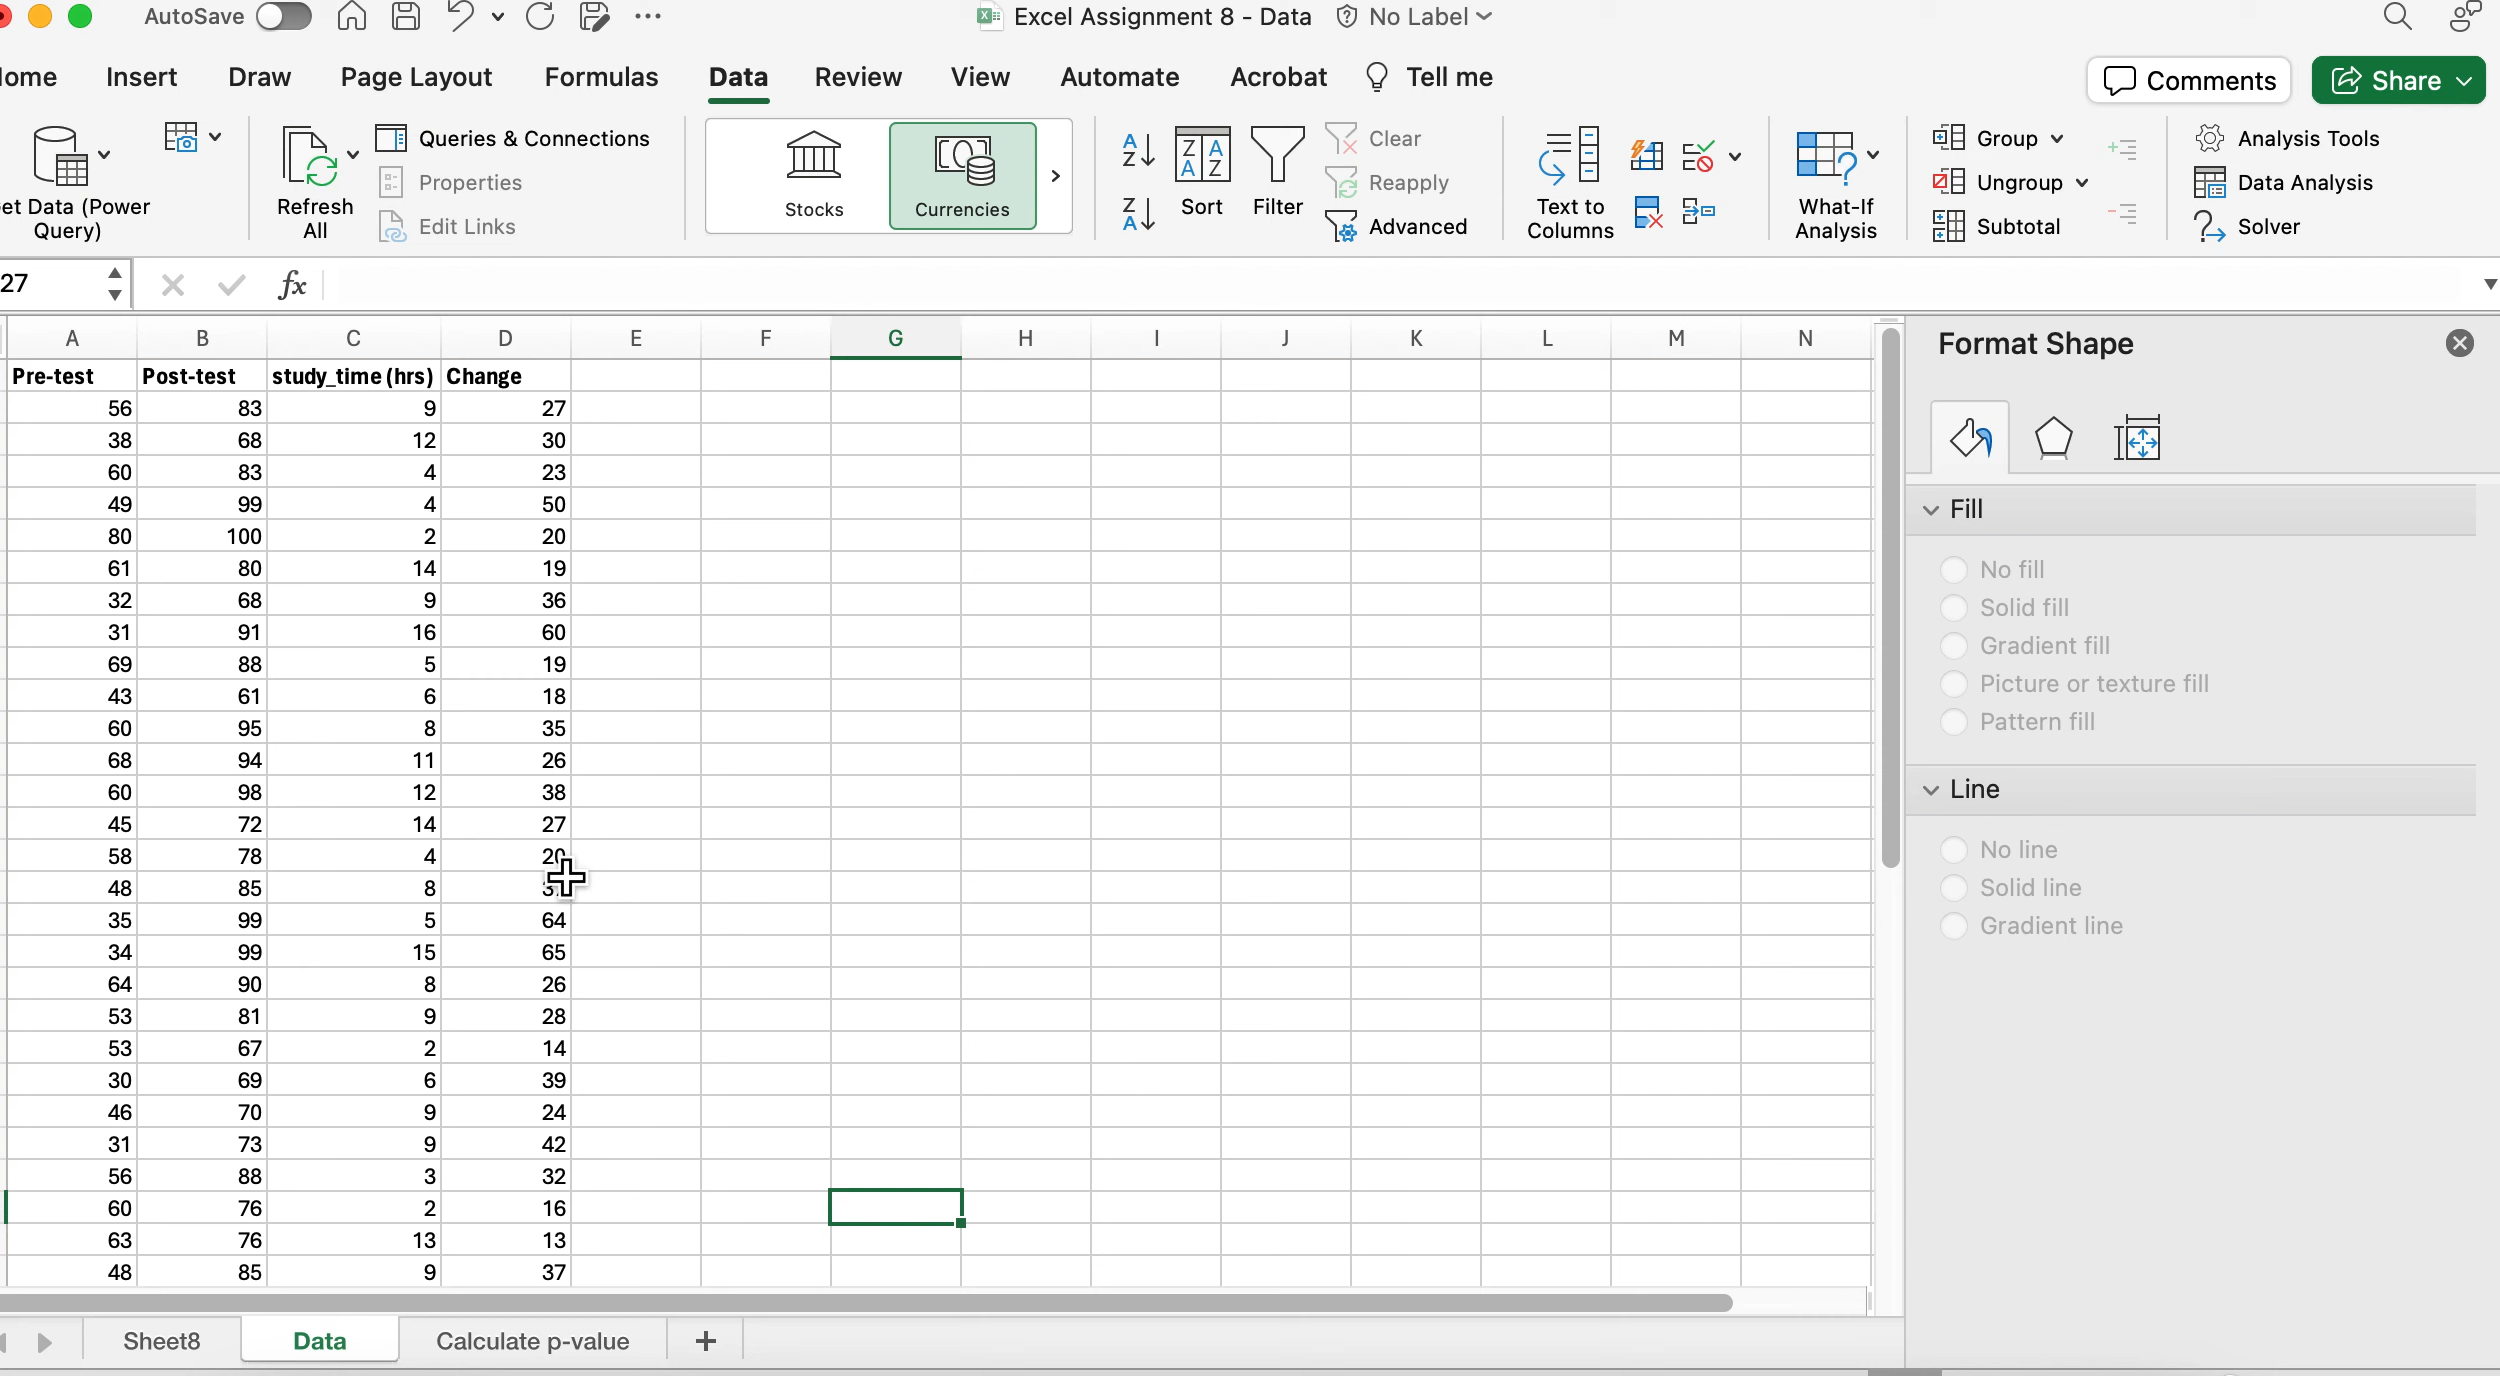 AutoSave Excel Assignment 8 - Data No Label
Insert Draw Page Layout Formulas Data Review View Automate Acrobat Tell me Comments Share
Queries & Connections
Properties
Edit Links
Refresh All
(Power Query)
Stocks Currencies
Sort Filter
Clear
Reapply
Advanced
Text to Columns
What-If Analysis
Group
Ungroup
Subtotal
Analysis Tools
Data Analysis
Solver
27 fx
A B C D E F G H I J K L M N
Pre-test Post-test study_time (hrs) Change
56 83 9 27
38 68 12 30
60 83 4 23
49 99 4 50
80 100 2 20
61 80 14 19
32 68 9 36
31 91 16 60
69 88 5 19
43 61 6 18
60 95 8 35
68 94 11 26
60 98 12 38
45 72 14 27
58 78 4 20
48 85 8
35 99 5 64
34 99 15 65
64 90 8 26
53 81 9 28
53 67 2 14
30 69 6 39
46 70 9 24
31 73 9 42
56 88 3 32
60 76 2 16
63 76 13 13
48 85 9 37
Format Shape
Fill
No fill
Solid fill
Gradient fill
Picture or texture fill
Pattern fill
Line
No line
Solid line
Gradient line
Sheet8 Data Calculate p-value +